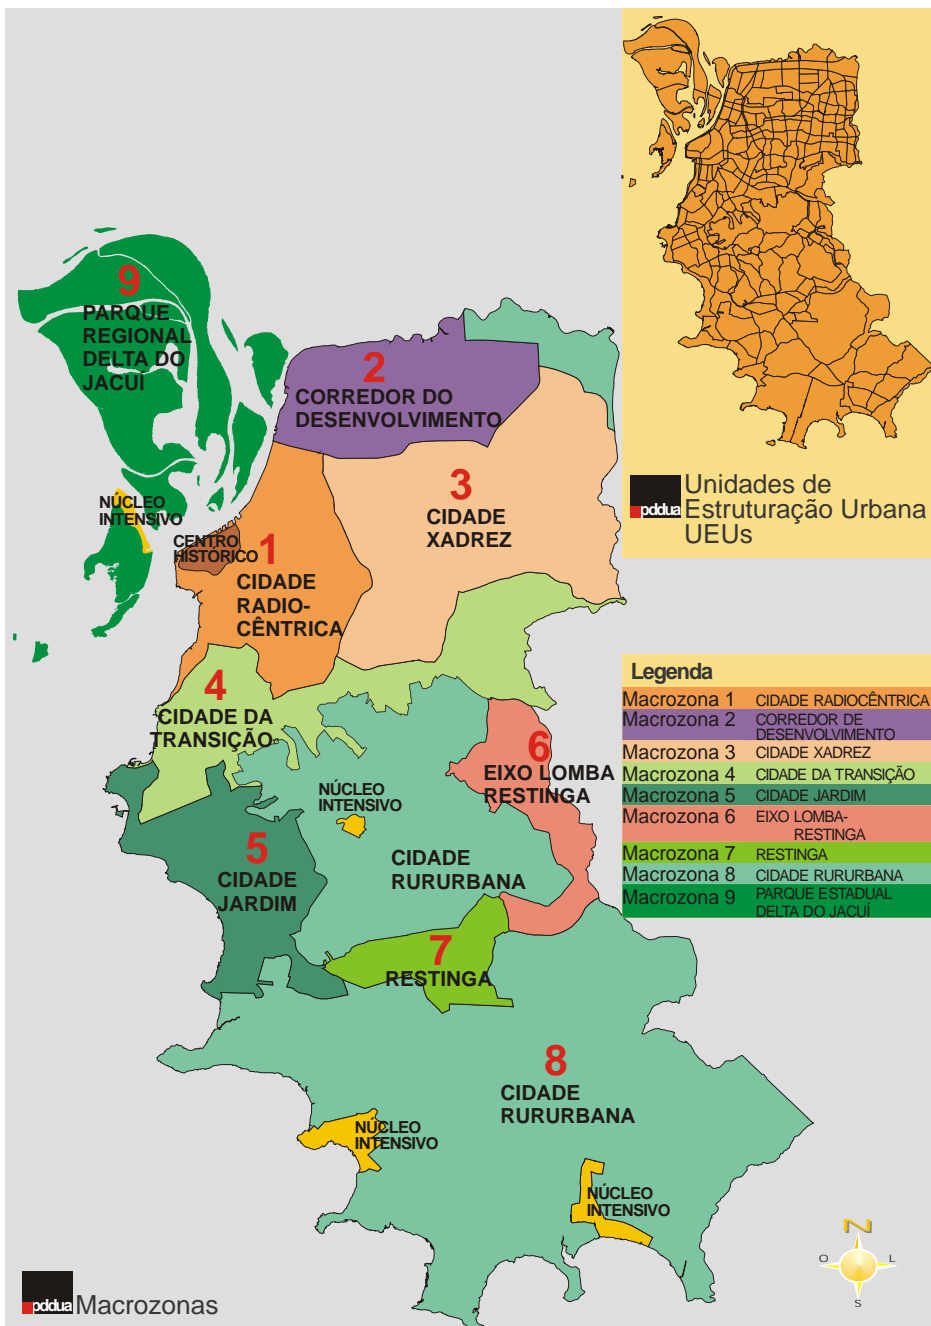 9
PARQUE
REGIONAL
DELTA DO
JACUÍ
2
CORREDOR DO
DESENVOLVIMENTO
3
CIDADE
XADREZ
NÚCLEO
INTENSIVO
CENTRO
HISTÓRICO
1
CIDADE
RADIO-
CÊNTRICA
4
CIDADE DA
TRANSIÇÃO
6
EIXO LOMBA
RESTINGA
NÚCLEO
INTENSIVO
5
CIDADE
JARDIM
CIDADE
RURURBANA
7
RESTINGA
8
CIDADE
RURURBANA
NÚCLEO
INTENSIVO
NÚCLEO
INTENSIVO
pddua
Unidades de
Estruturação Urbana
UEUs
Legenda
Macrozona 1 CIDADE RADIOCÊNTRICA
Macrozona 2 CORREDOR DE
DESENVOLVIMENTO
Macrozona 3 CIDADE XADREZ
Macrozona 4 CIDADE DA TRANSIÇÃO
Macrozona 5 CIDADE JARDIM
Macrozona 6 EIXO LOMBA-
RESTINGA
Macrozona 7 RESTINGA
Macrozona 8 CIDADE RURURBANA
Macrozona 9 PARQUE ESTADUAL
DELTA DO JACUÍ
N
O L
S
pddua Macrozonas